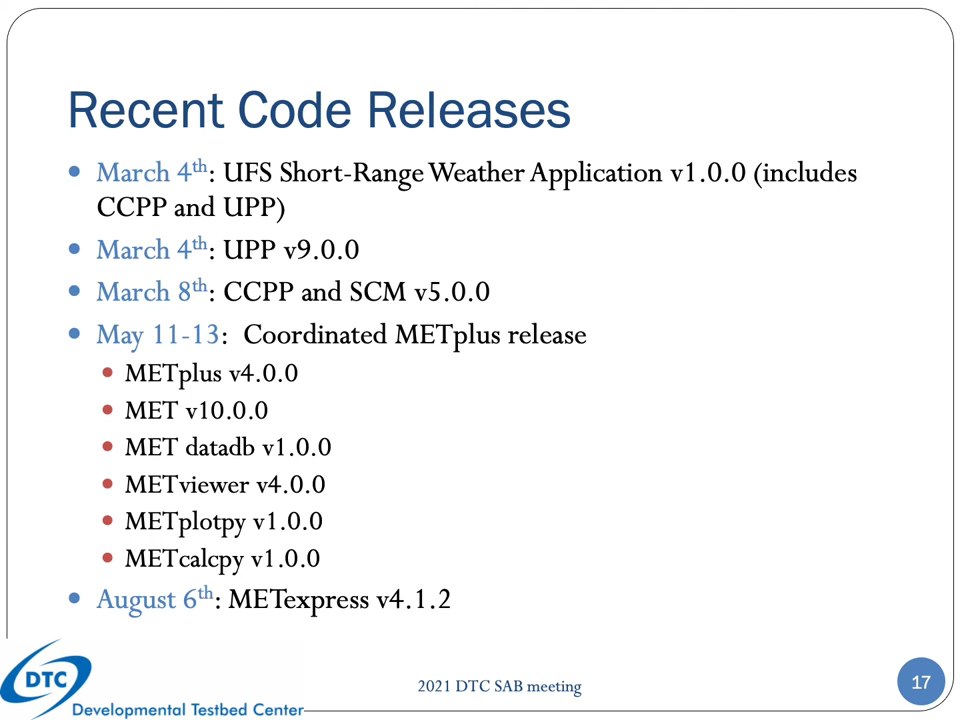 Recent Code Releases
• March 4th: UFS Short-Range Weather Application v1.0.0 (includes
CCPP and UPP)
• March 4th: UPP v9.0.0
• March 8th: CCPP and SCM v5.0.0
• May 11-13: Coordinated METplus release
• METplus v4.0.0
• MET v10.0.0
• MET datadb v1.0.0
• METviewer v4.0.0
• METplotpy v1.0.0
• METcalcpy v1.0.0
• August 6th: METexpress v4.1.2
DTC
Developmental Testbed Center
2021 DTC SAB meeting
17